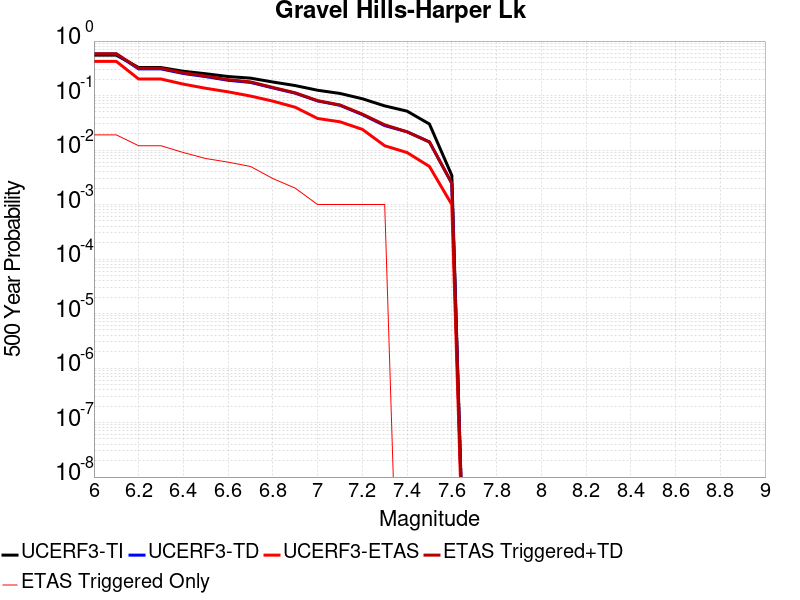 Gravel Hills-Harper Lk
500 Year Probability
10^0
10^-1
10^-2
10^-3
10^-4
10^-5
10^-6
10^-7
10^-8
6 6.2 6.4 6.6 6.8 7 7.2 7.4 7.6 7.8 8 8.2 8.4 8.6 8.8 9
Magnitude
UCERF3-TI UCERF3-TD UCERF3-ETAS ETAS Triggered+TD
ETAS Triggered Only